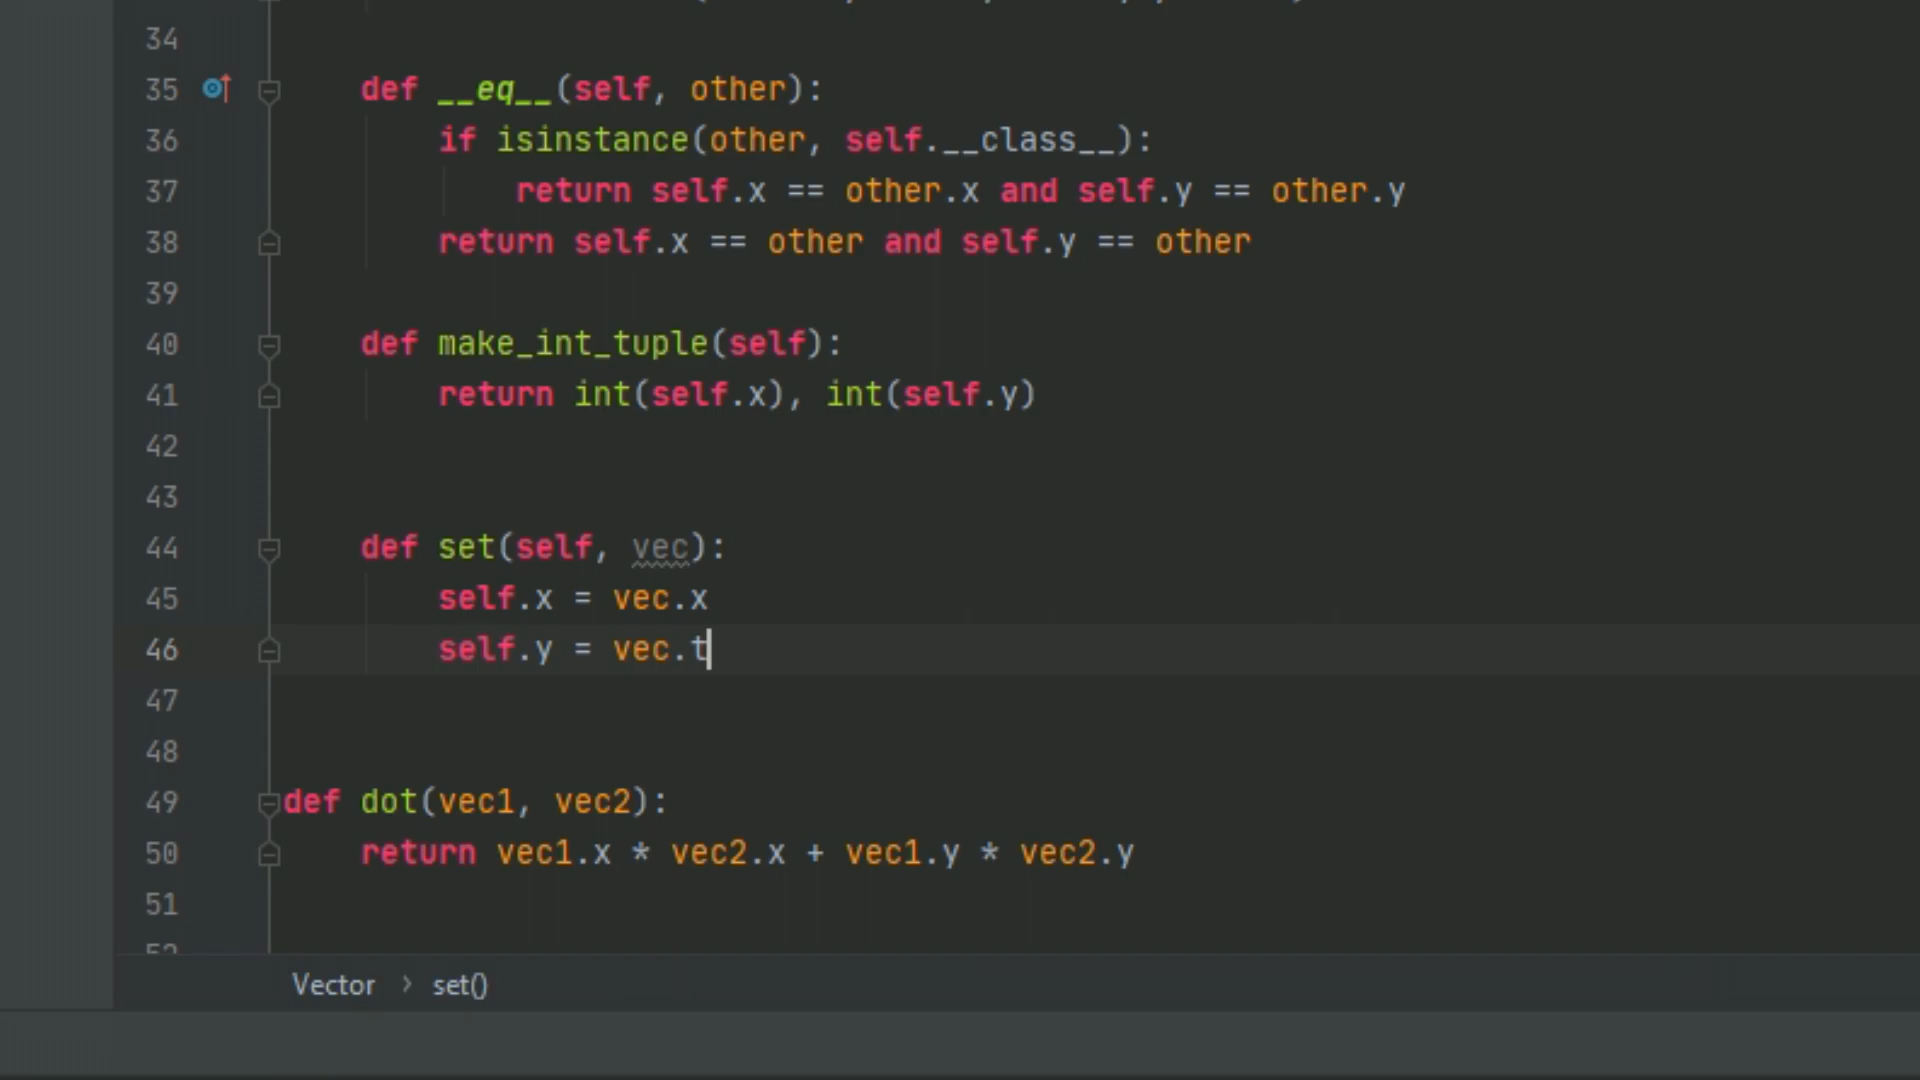 34
35 def __eq__(self, other):
36 if isinstance(other, self.__class__):
37 return self.x == other.x and self.y == other.y
38 return self.x == other and self.y == other
39
40 def make_int_tuple(self):
41 return int(self.x), int(self.y)
42
43
44 def set(self, vec):
45 self.x = vec.x
46 self.y = vec.t
47
48
49 def dot(vec1, vec2):
50 return vec1.x * vec2.x + vec1.y * vec2.y
51
52
Vector › set()